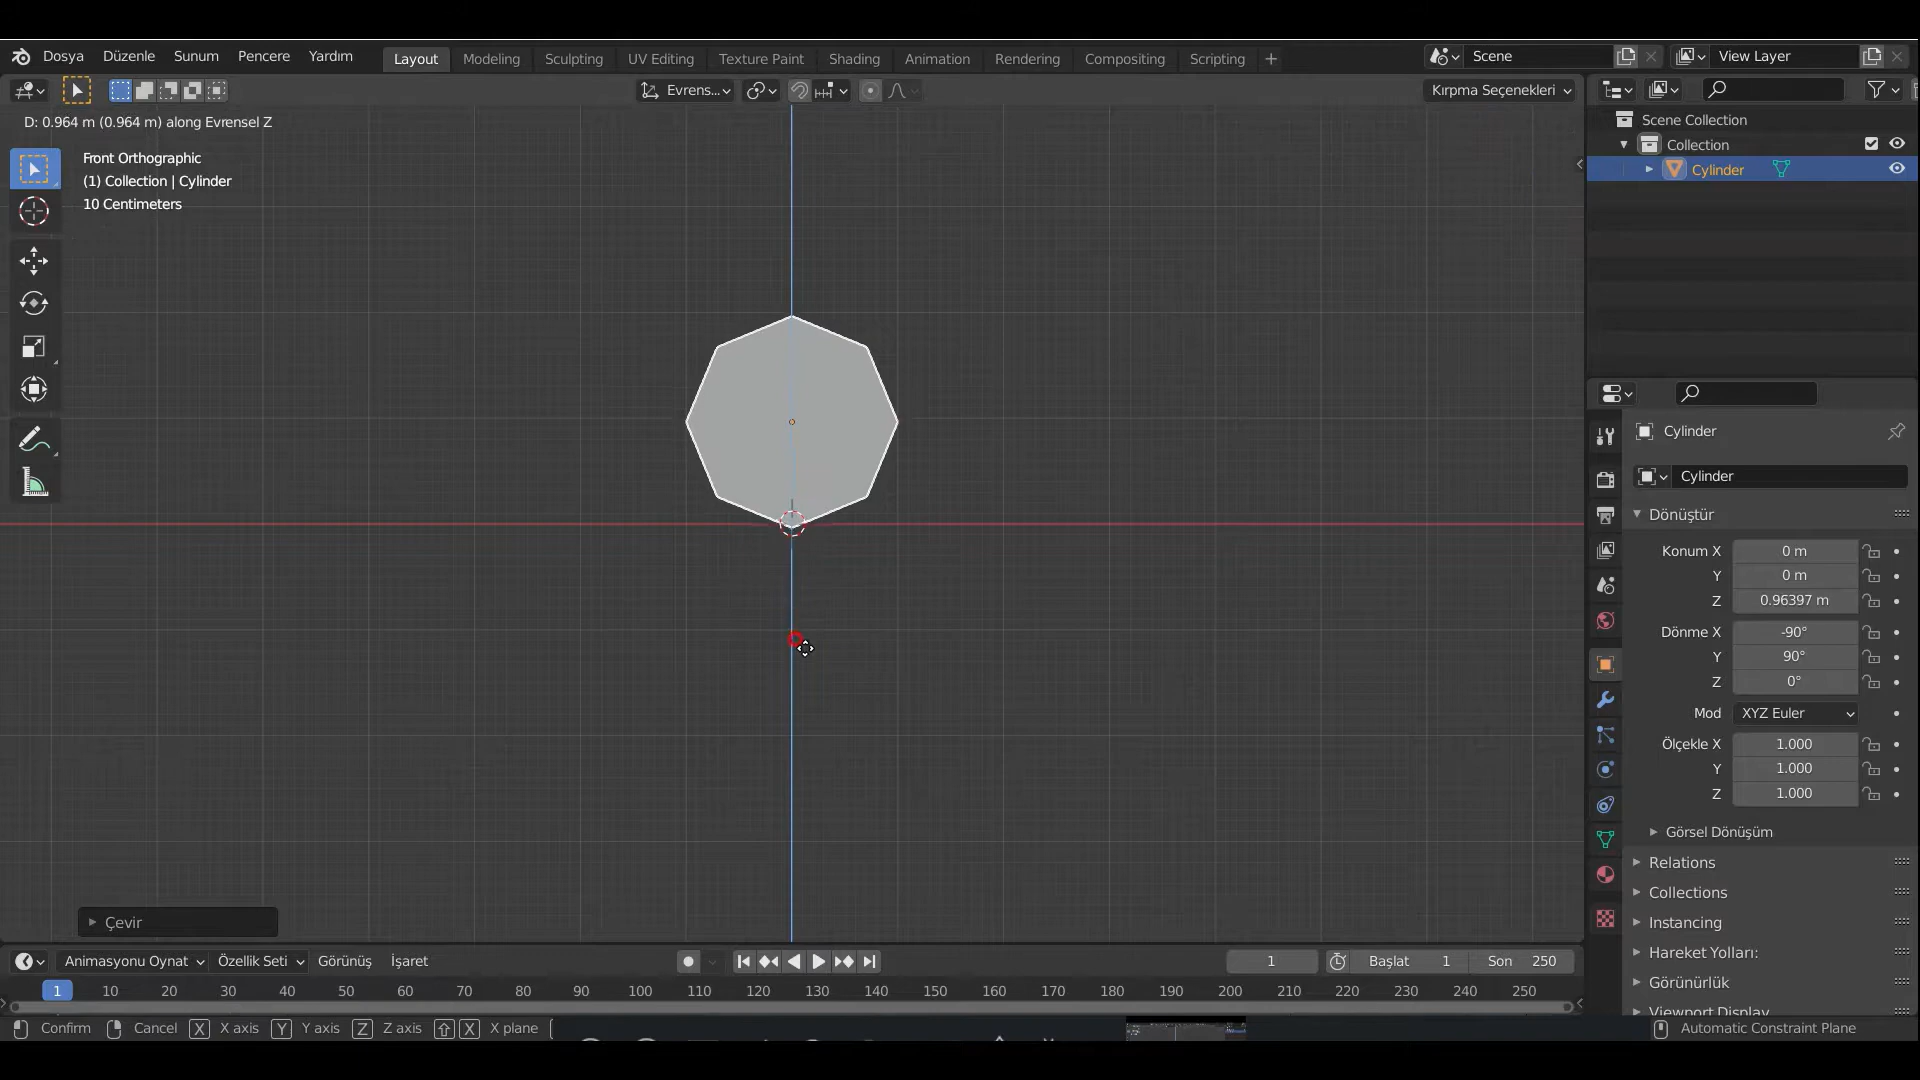 Dosya Düzenle Sunum Pencere Yardım Layout Modeling Sculpting UV Editing Texture Paint Shading Animation Rendering Compositing Scripting + Scene View Layer
Evrens... Kırpma Seçenekleri
D: 0.964 m (0.964 m) along Evrensel Z
Front Orthographic
(1) Collection | Cylinder
10 Centimeters
Çevir
Scene Collection
Collection
Cylinder
Cylinder
Cylinder
Dönüştür
Konum X 0 m
Y 0 m
Z 0.96397 m
Dönme X -90°
Y 90°
Z 0°
Mod XYZ Euler
Ölçekle X 1.000
Y 1.000
Z 1.000
Görsel Dönüşüm
Relations
Collections
Instancing
Hareket Yolları:
Görünürlük
Viewport Display
Animasyonu Oynat Özellik Seti Görünüş İşaret 1 Başlat 1 Son 250
1 10 20 30 40 50 60 70 80 90 100 110 120 130 140 150 160 170 180 190 200 210 220 230 240 250
Confirm Cancel X X axis Y Y axis Z Z axis X X plane Automatic Constraint Plane